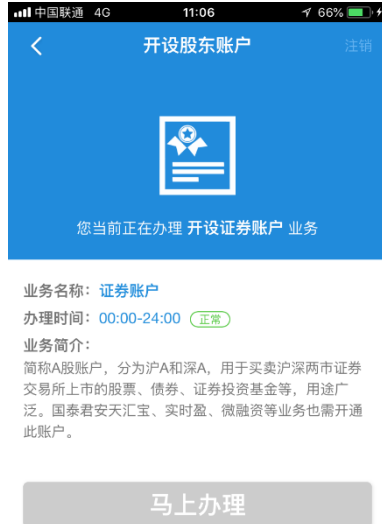 中国联通 4G 11:06 66%
开设股东账户 注销
您当前正在办理 开设证券账户 业务
业务名称：证券账户
办理时间：00:00-24:00 正常
业务简介：
简称A股账户，分为沪A和深A，用于买卖沪深两市证券
交易所上市的股票、债券、证券投资基金等，用途广
泛。国泰君安天汇宝、实时盈、微融资等业务也需开通
此账户。
马上办理